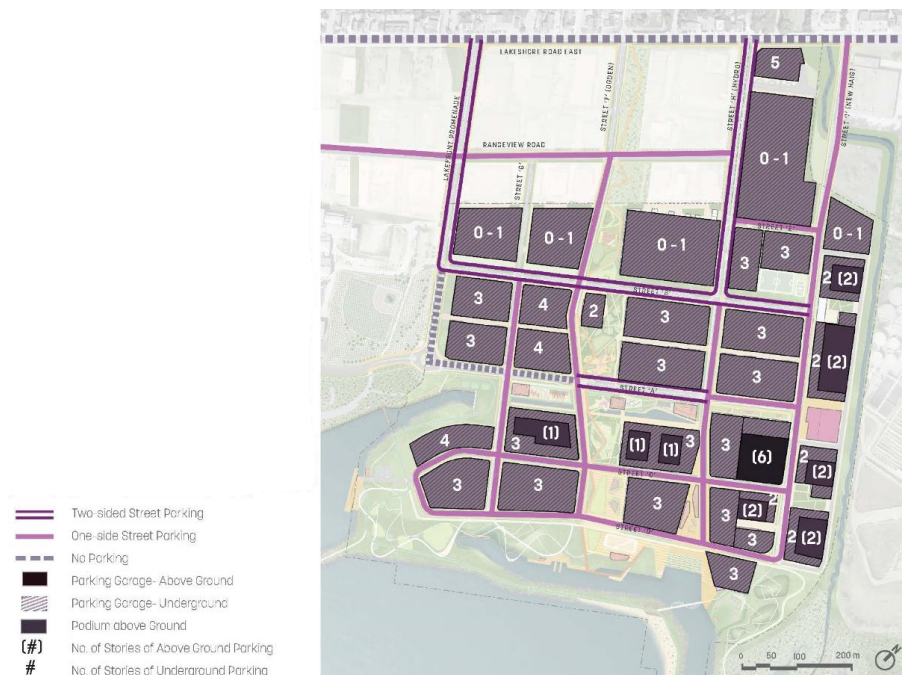 LAKESHORE ROAD EAST
5
LAKEFRONT PROMENADE
STREET 'I' (OGDEN)
STREET 'H' (HYDRO)
STREET 'J' (NEW HAIG)
RANGEVIEW ROAD
STREET 'G'
0 - 1
0 - 1
0 - 1
0 - 1
3
3
0 - 1
2 (2)
3
4
2
3
3
3
4
3
3
2 (2)
STREET 'A'
4
3 (1)
(1) (1) 3
3 (6)
2 (2)
3
3
3
3 (2) 2
3
2 (2)
3
Two-sided Street Parking
One-side Street Parking
No Parking
Parking Garage- Above Ground
Parking Garage- Underground
Podium above Ground
(#) No. of Stories of Above Ground Parking
# No. of Stories of Underground Parking
0 50 100 200 m